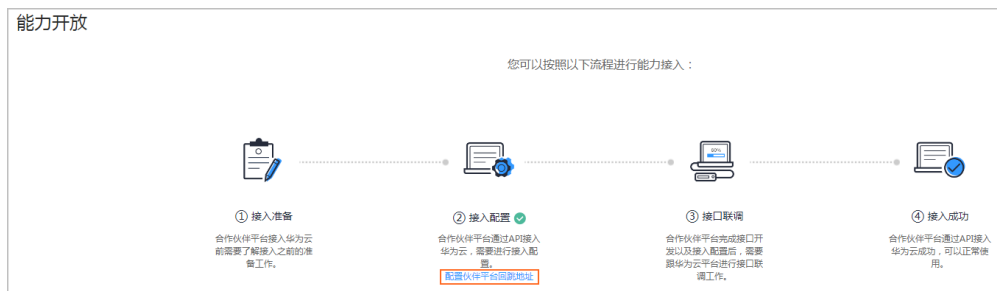 能力开放
您可以按照以下流程进行能力接入：
80%
① 接入准备
合作伙伴平台接入华为云
前需要了解接入之前的准
备工作。
② 接入配置
合作伙伴平台通过API接入
华为云，需要进行接入配
置。
配置伙伴平台回跳地址
③ 接口联调
合作伙伴平台完成接口开
发以及接入配置后，需要
跟华为云平台进行接口联
调工作。
④ 接入成功
合作伙伴平台通过API接入
华为云成功，可以正常使
用。